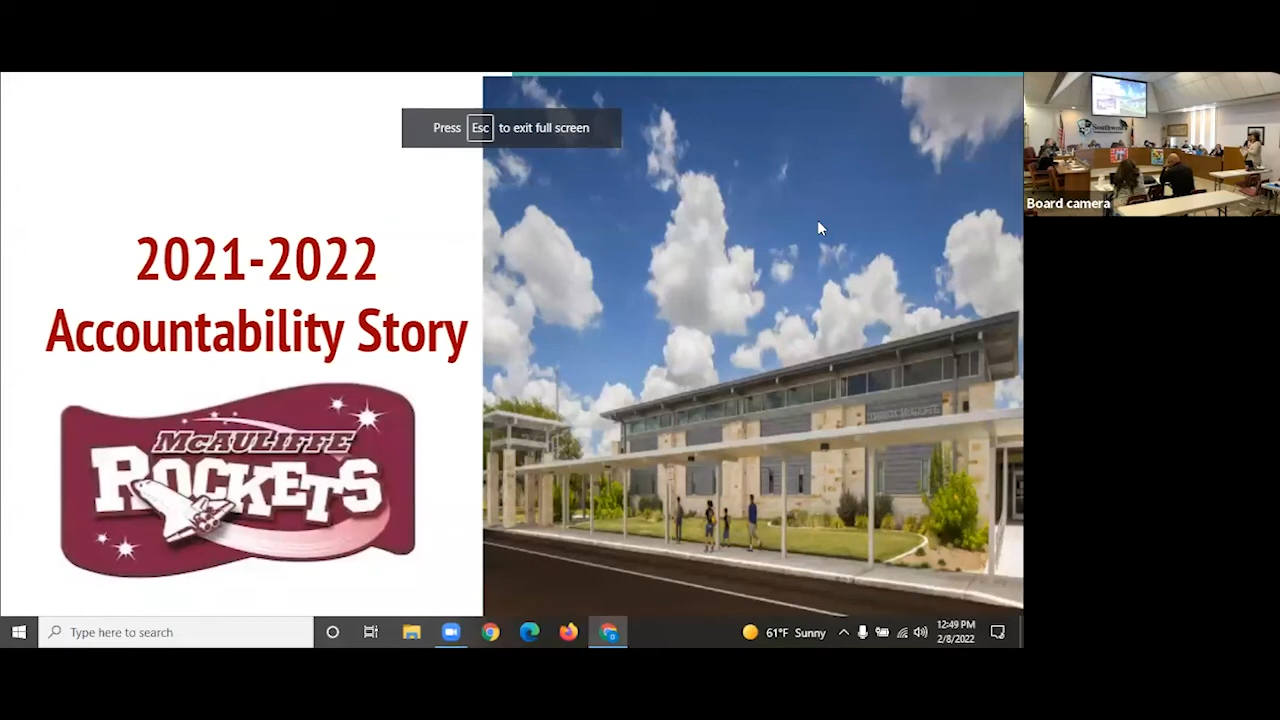 Press Esc to exit full screen
2021-2022
Accountability Story
McAULIFFE
ROCKETS
Board camera
Type here to search
61°F Sunny
12:49 PM
2/8/2022